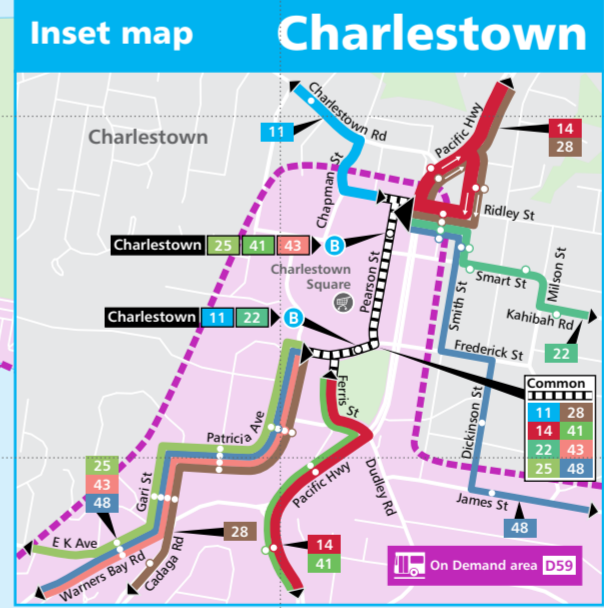 Inset map
Charlestown
Charlestown Rd
Pacific Hwy
11
14
28
Charlestown
Chapman St
Ridley St
Charlestown 25 41 43 B
Charlestown
Square
Pearson St
Smith St
Smart St
Milson St
Kahibah Rd
Charlestown 11 22 B
22
Frederick St
Common
11 28
14 41
22 43
25 48
Ferris
St
Dickinson St
Patricia Ave
25
43
48
Gari St
Pacific Hwy
Dudley Rd
James St
48
28
E K Ave
Warners Bay Rd
Cadaga Rd
14
41
On Demand area D59